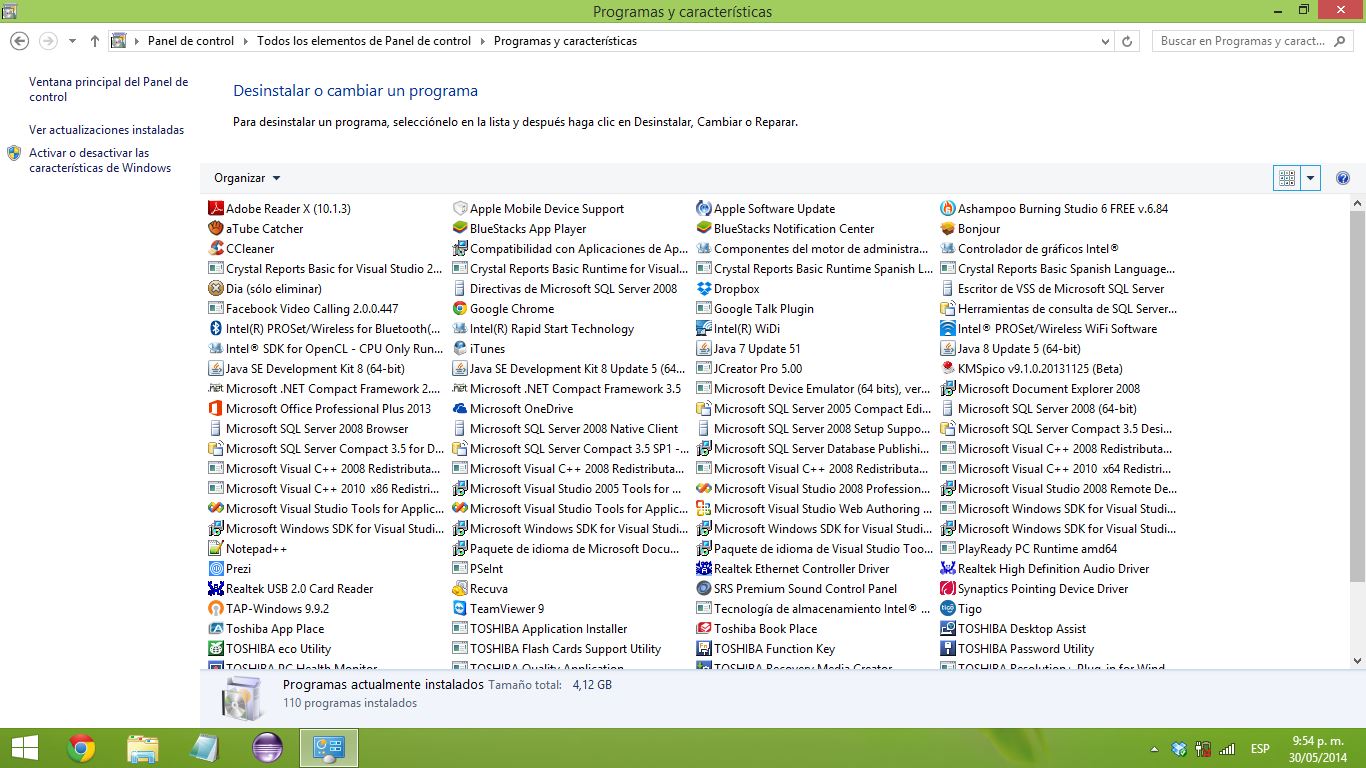 Programas y características
Panel de control Todos los elementos de Panel de control Programas y características
Buscar en Programas y caract...
Ventana principal del Panel de control
Ver actualizaciones instaladas
Activar o desactivar las características de Windows
Desinstalar o cambiar un programa
Para desinstalar un programa, selecciónelo en la lista y después haga clic en Desinstalar, Cambiar o Reparar.
Organizar
Adobe Reader X (10.1.3) Apple Mobile Device Support Apple Software Update Ashampoo Burning Studio 6 FREE v.6.84
aTube Catcher BlueStacks App Player BlueStacks Notification Center Bonjour
CCleaner Compatibilidad con Aplicaciones de Ap... Componentes del motor de administra... Controlador de gráficos Intel®
Crystal Reports Basic for Visual Studio 2... Crystal Reports Basic Runtime for Visual... Crystal Reports Basic Runtime Spanish L... Crystal Reports Basic Spanish Language...
Dia (sólo eliminar) Directivas de Microsoft SQL Server 2008 Dropbox Escritor de VSS de Microsoft SQL Server
Facebook Video Calling 2.0.0.447 Google Chrome Google Talk Plugin Herramientas de consulta de SQL Server...
Intel(R) PROSet/Wireless for Bluetooth(... Intel(R) Rapid Start Technology Intel(R) WiDi Intel® PROSet/Wireless WiFi Software
Intel® SDK for OpenCL - CPU Only Run... iTunes Java 7 Update 51 Java 8 Update 5 (64-bit)
Java SE Development Kit 8 (64-bit) Java SE Development Kit 8 Update 5 (64... JCreator Pro 5.00 KMSpico v9.1.0.20131125 (Beta)
Microsoft .NET Compact Framework 2.... Microsoft .NET Compact Framework 3.5 Microsoft Device Emulator (64 bits), ver... Microsoft Document Explorer 2008
Microsoft Office Professional Plus 2013 Microsoft OneDrive Microsoft SQL Server 2005 Compact Edi... Microsoft SQL Server 2008 (64-bit)
Microsoft SQL Server 2008 Browser Microsoft SQL Server 2008 Native Client Microsoft SQL Server 2008 Setup Suppo... Microsoft SQL Server Compact 3.5 Desi...
Microsoft SQL Server Compact 3.5 for D... Microsoft SQL Server Compact 3.5 SP1 -... Microsoft SQL Server Database Publishi... Microsoft Visual C++ 2008 Redistributa...
Microsoft Visual C++ 2008 Redistributa... Microsoft Visual C++ 2008 Redistributa... Microsoft Visual C++ 2008 Redistributa... Microsoft Visual C++ 2010 x64 Redistri...
Microsoft Visual C++ 2010 x86 Redistri... Microsoft Visual Studio 2005 Tools for ... Microsoft Visual Studio 2008 Profession... Microsoft Visual Studio 2008 Remote De...
Microsoft Visual Studio Tools for Applic... Microsoft Visual Studio Tools for Applic... Microsoft Visual Studio Web Authoring ... Microsoft Windows SDK for Visual Studi...
Microsoft Windows SDK for Visual Studi... Microsoft Windows SDK for Visual Studi... Microsoft Windows SDK for Visual Studi... Microsoft Windows SDK for Visual Studi...
Notepad++ Paquete de idioma de Microsoft Docu... Paquete de idioma de Visual Studio Too... PlayReady PC Runtime amd64
Prezi PSeInt Realtek Ethernet Controller Driver Realtek High Definition Audio Driver
Realtek USB 2.0 Card Reader Recuva SRS Premium Sound Control Panel Synaptics Pointing Device Driver
TAP-Windows 9.9.2 TeamViewer 9 Tecnología de almacenamiento Intel® ... Tigo
Toshiba App Place TOSHIBA Application Installer Toshiba Book Place TOSHIBA Desktop Assist
TOSHIBA eco Utility TOSHIBA Flash Cards Support Utility TOSHIBA Function Key TOSHIBA Password Utility
TOSHIBA PC Health Monitor TOSHIBA Quality Application TOSHIBA Recovery Media Creator TOSHIBA Resolution+ Plug-in for Wind...
Programas actualmente instalados Tamaño total: 4,12 GB
110 programas instalados
ESP
9:54 p. m.
30/05/2014